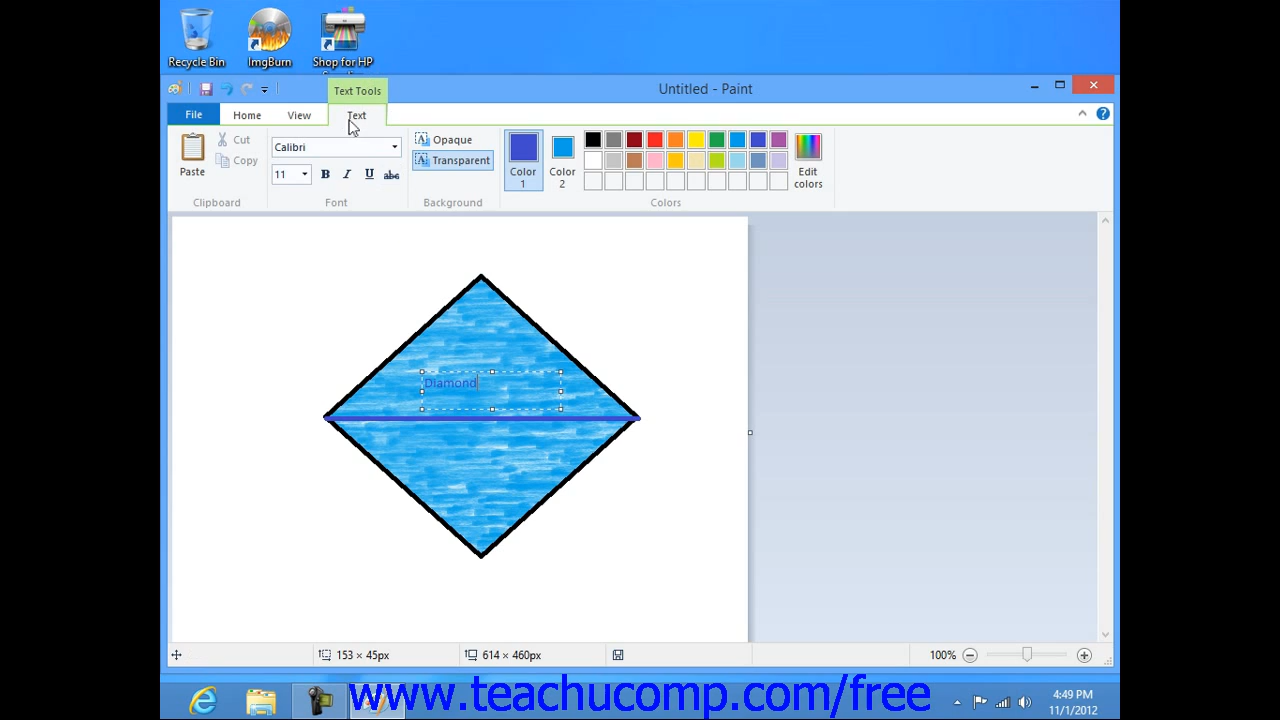 Recycle Bin
ImgBurn
Shop for HP
Text Tools
Untitled - Paint
File
Home
View
Text
Paste
Cut
Copy
Clipboard
Calibri
11
B I U abc
Font
Opaque
Transparent
Background
Color
1
Color
2
Edit
colors
Colors
Diamond
153 × 45px
614 × 460px
100%
www.teachucomp.com/free
4:49 PM
11/1/2012